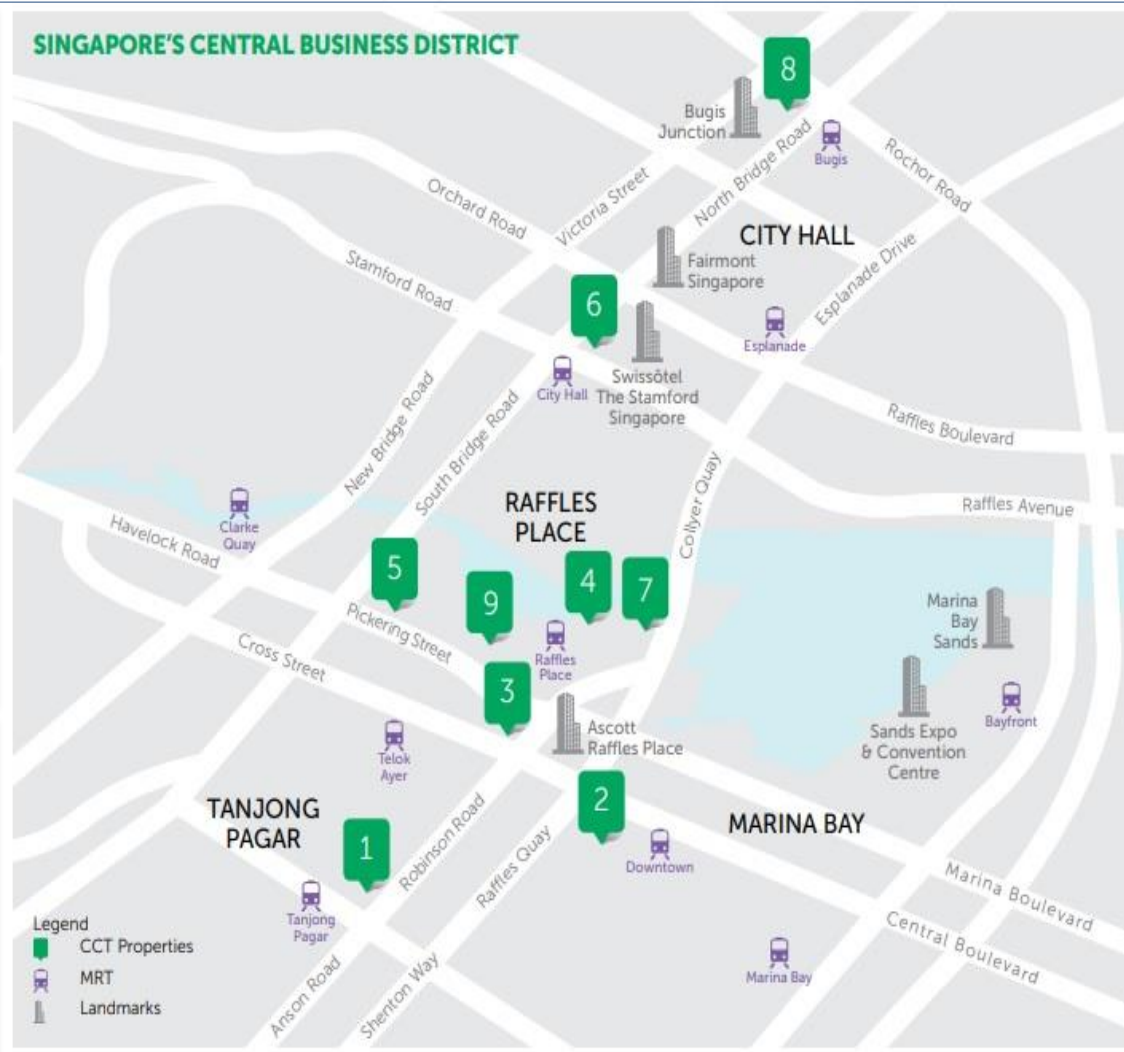 SINGAPORE'S CENTRAL BUSINESS DISTRICT
8
Bugis
Junction
Bugis
North Bridge Road
Rochor Road
Orchard Road
Victoria Street
CITY HALL
Fairmont
Singapore
Esplanade Drive
Stamford Road
6
Esplanade
City Hall
Swissôtel
The Stamford
Singapore
New Bridge Road
South Bridge Road
Raffles Boulevard
Collyer Quay
RAFFLES
PLACE
Raffles Avenue
Clarke
Quay
Havelock Road
5
9
4
7
Pickering Street
Raffles
Place
Marina
Bay
Sands
Cross Street
3
Ascott
Raffles Place
Sands Expo
& Convention
Centre
Bayfront
Telok
Ayer
TANJONG
PAGAR
1
Robinson Road
2
Raffles Quay
Downtown
MARINA BAY
Marina Boulevard
Central Boulevard
Tanjong
Pagar
Anson Road
Shenton Way
Marina Bay
Legend
CCT Properties
MRT
Landmarks